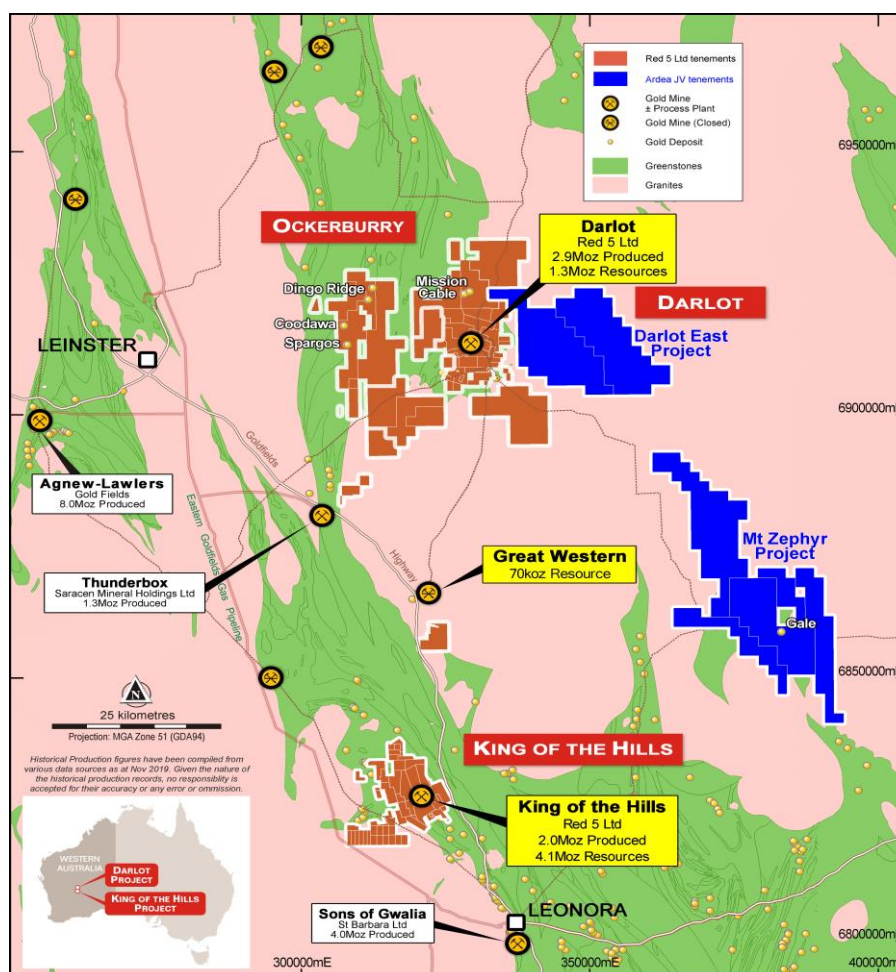 Red 5 Ltd tenements
Ardea JV tenements
Gold Mine
± Process Plant
Gold Mine (Closed)
Gold Deposit
Greenstones
Granites
6950000m
OCKERBURRY
Darlot
Red 5 Ltd
2.9Moz Produced
1.3Moz Resources
Dingo Ridge
Mission
Cable
DARLOT
Coodawa
Spargos
LEINSTER
Darlot East
Project
6900000m
Goldfields
Agnew-Lawlers
Gold Fields
8.0Moz Produced
Eastern Goldfields Gas Pipeline
Mt Zephyr
Project
Highway
Great Western
70koz Resource
Thunderbox
Saracen Mineral Holdings Ltd
1.3Moz Produced
Gale
6850000m
N
25 kilometres
Projection: MGA Zone 51 (GDA94)
KING OF THE HILLS
Historical Production figures have been compiled from
various data sources as at Nov 2019. Given the nature of
the historical production records, no responsiblity is
accepted for their accuracy or any error or ommission.
King of the Hills
Red 5 Ltd
2.0Moz Produced
4.1Moz Resources
WESTERN
AUSTRALIA
DARLOT
PROJECT
KING OF THE HILLS
PROJECT
Sons of Gwalia
St Barbara Ltd
4.0Moz Produced
LEONORA
6800000m
300000mE
350000mE
400000m